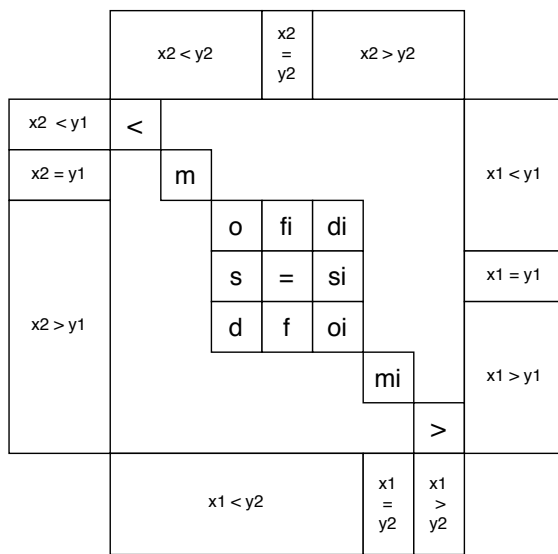 x2 < y2
x2
=
y2
x2 > y2
x2 < y1
<
x2 = y1
m
x1 < y1
o fi di
s = si
x1 = y1
d f oi
x2 > y1
mi
x1 > y1
>
x1 < y2
x1
=
y2
x1
>
y2